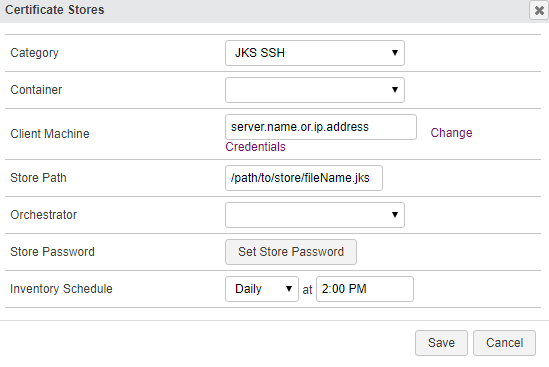 Certificate Stores
Category JKS SSH
Container
Client Machine server.name.or.ip.address Change
Credentials
Store Path /path/to/store/fileName.jks
Orchestrator
Store Password Set Store Password
Inventory Schedule Daily at 2:00 PM
Save Cancel